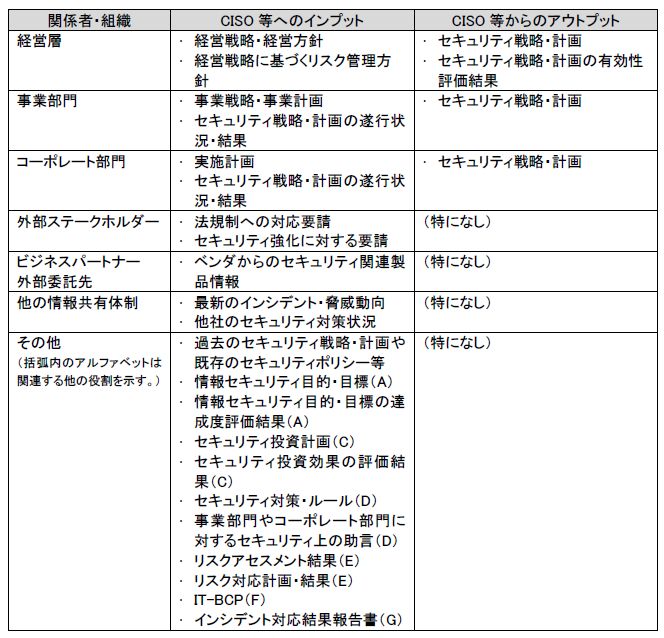 関係者・組織
CISO 等へのインプット
CISO 等からのアウトプット
経営層
・ 経営戦略・経営方針
・ 経営戦略に基づくリスク管理方
針
・ セキュリティ戦略・計画
・ セキュリティ戦略・計画の有効性
評価結果
事業部門
・ 事業戦略・事業計画
・ セキュリティ戦略・計画の遂行状
況・結果
・ セキュリティ戦略・計画
コーポレート部門
・ 実施計画
・ セキュリティ戦略・計画の遂行状
況・結果
・ セキュリティ戦略・計画
外部ステークホルダー
・ 法規制への対応要請
・ セキュリティ強化に対する要請
（特になし）
ビジネスパートナー
外部委託先
・ ベンダからのセキュリティ関連製
品情報
（特になし）
他の情報共有体制
・ 最新のインシデント・脅威動向
・ 他社のセキュリティ対策状況
（特になし）
その他
（括弧内のアルファベットは
関連する他の役割を示す。）
・ 過去のセキュリティ戦略・計画や
既存のセキュリティポリシー等
・ 情報セキュリティ目的・目標（A）
・ 情報セキュリティ目的・目標の達
成度評価結果（A）
・ セキュリティ投資計画（C）
・ セキュリティ投資効果の評価結
果（C）
・ セキュリティ対策・ルール（D）
・ 事業部門やコーポレート部門に
対するセキュリティ上の助言（D）
・ リスクアセスメント結果（E）
・ リスク対応計画・結果（E）
・ IT-BCP（F）
・ インシデント対応結果報告書（G）
（特になし）